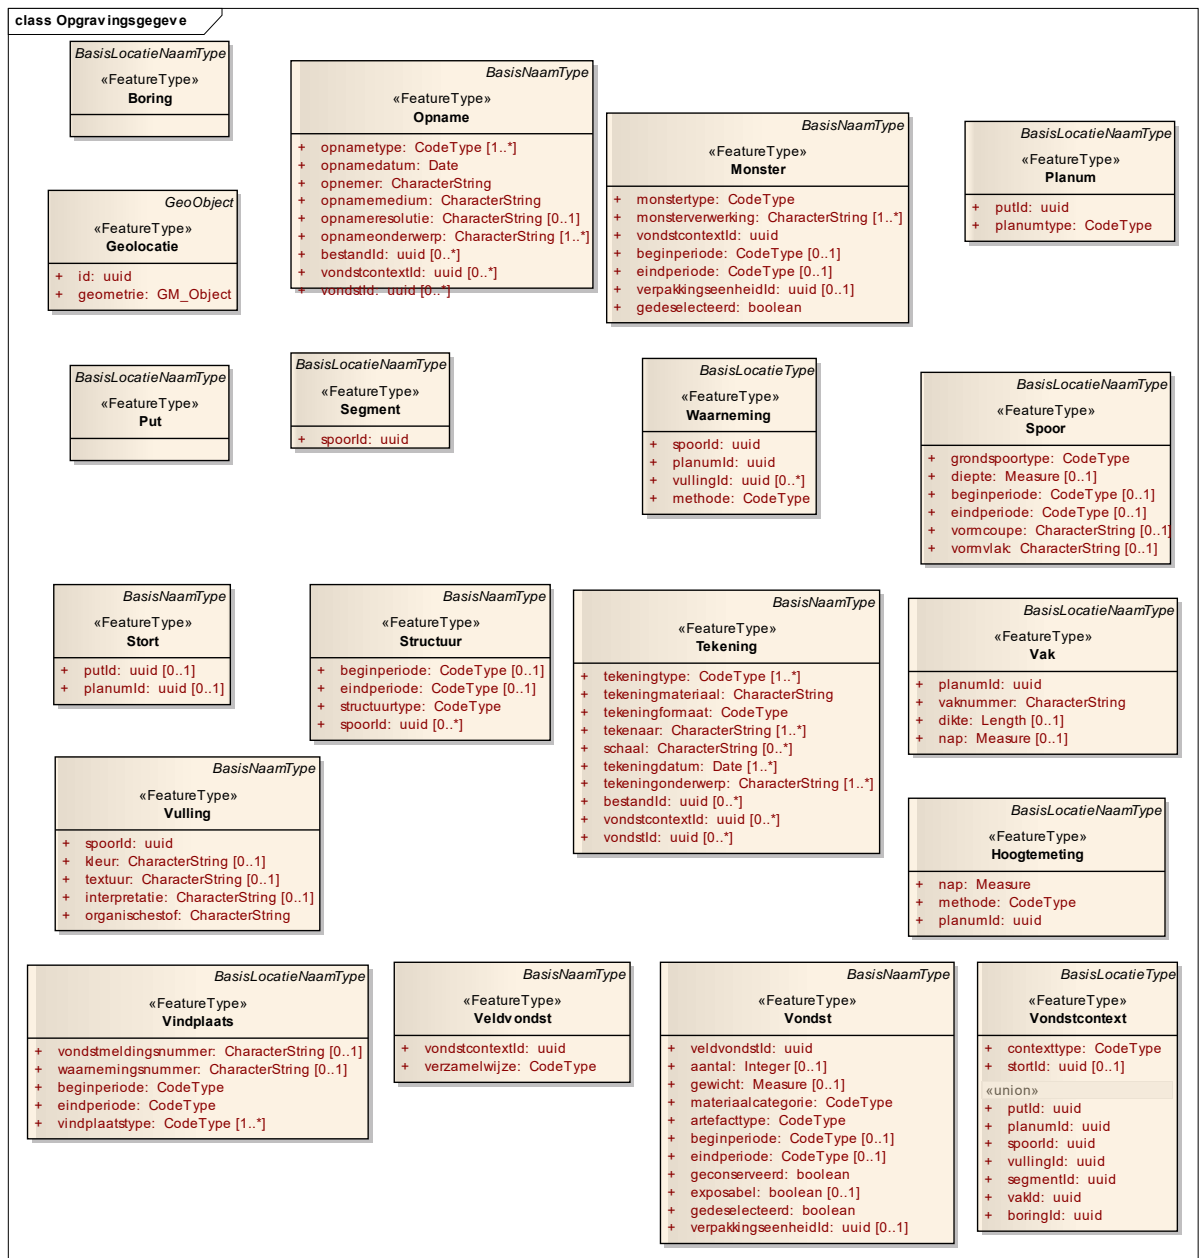 class Opgravingsgegeve
BasisLocatieNaamType
«FeatureType»
Boring
BasisNaamType
«FeatureType»
Opname
+ opnametype: CodeType [1..*]
+ opnamedatum: Date
+ opnemer: CharacterString
+ opnamemedium: CharacterString
+ opnameresolutie: CharacterString [0..1]
+ opnameonderwerp: CharacterString [1..*]
+ bestandId: uuid [0..*]
+ vondstcontextId: uuid [0..*]
+ vondstId: uuid [0..*]
BasisNaamType
«FeatureType»
Monster
+ monstertype: CodeType
+ monsterverwerking: CharacterString [1..*]
+ vondstcontextId: uuid
+ beginperiode: CodeType [0..1]
+ eindperiode: CodeType [0..1]
+ verpakkingseenheidId: uuid [0..1]
+ gedeselecteerd: boolean
BasisLocatieNaamType
«FeatureType»
Planum
+ putId: uuid
+ planumtype: CodeType
GeoObject
«FeatureType»
Geolocatie
+ id: uuid
+ geometrie: GM_Object
BasisLocatieNaamType
«FeatureType»
Put
BasisLocatieNaamType
«FeatureType»
Segment
+ spoorId: uuid
BasisLocatieType
«FeatureType»
Waarneming
+ spoorId: uuid
+ planumId: uuid
+ vullingId: uuid [0..*]
+ methode: CodeType
BasisLocatieNaamType
«FeatureType»
Spoor
+ grondspoortype: CodeType
+ diepte: Measure [0..1]
+ beginperiode: CodeType [0..1]
+ eindperiode: CodeType [0..1]
+ vormcoupe: CharacterString [0..1]
+ vormvlak: CharacterString [0..1]
BasisNaamType
«FeatureType»
Stort
+ putId: uuid [0..1]
+ planumId: uuid [0..1]
BasisNaamType
«FeatureType»
Structuur
+ beginperiode: CodeType [0..1]
+ eindperiode: CodeType [0..1]
+ structuurtype: CodeType
+ spoorId: uuid [0..*]
BasisNaamType
«FeatureType»
Tekening
+ tekeningtype: CodeType [1..*]
+ tekeningmateriaal: CharacterString
+ tekeningformaat: CodeType
+ tekenaar: CharacterString [1..*]
+ schaal: CharacterString [0..*]
+ tekeningdatum: Date [1..*]
+ tekeningonderwerp: CharacterString [1..*]
+ bestandId: uuid [0..*]
+ vondstcontextId: uuid [0..*]
+ vondstId: uuid [0..*]
BasisLocatieNaamType
«FeatureType»
Vak
+ planumId: uuid
+ vaknummer: CharacterString
+ dikte: Length [0..1]
+ nap: Measure [0..1]
BasisNaamType
«FeatureType»
Vulling
+ spoorId: uuid
+ kleur: CharacterString [0..1]
+ textuur: CharacterString [0..1]
+ interpretatie: CharacterString [0..1]
+ organischestof: CharacterString
BasisLocatieNaamType
«FeatureType»
Hoogtemeting
+ nap: Measure
+ methode: CodeType
+ planumId: uuid
BasisLocatieNaamType
«FeatureType»
Vindplaats
+ vondstmeldingsnummer: CharacterString [0..1]
+ waarnemingsnummer: CharacterString [0..1]
+ beginperiode: CodeType
+ eindperiode: CodeType
+ vindplaatstype: CodeType [1..*]
BasisNaamType
«FeatureType»
Veldvondst
+ vondstcontextId: uuid
+ verzamelwijze: CodeType
BasisNaamType
«FeatureType»
Vondst
+ veldvondstId: uuid
+ aantal: Integer [0..1]
+ gewicht: Measure [0..1]
+ materiaalcategorie: CodeType
+ artefacttype: CodeType
+ beginperiode: CodeType [0..1]
+ eindperiode: CodeType [0..1]
+ geconserveerd: boolean
+ exposabel: boolean [0..1]
+ gedeselecteerd: boolean
+ verpakkingseenheidId: uuid [0..1]
BasisLocatieType
«FeatureType»
Vondstcontext
+ contexttype: CodeType
+ stortId: uuid [0..1]
«union»
+ putId: uuid
+ planumId: uuid
+ spoorId: uuid
+ vullingId: uuid
+ segmentId: uuid
+ vakId: uuid
+ boringId: uuid